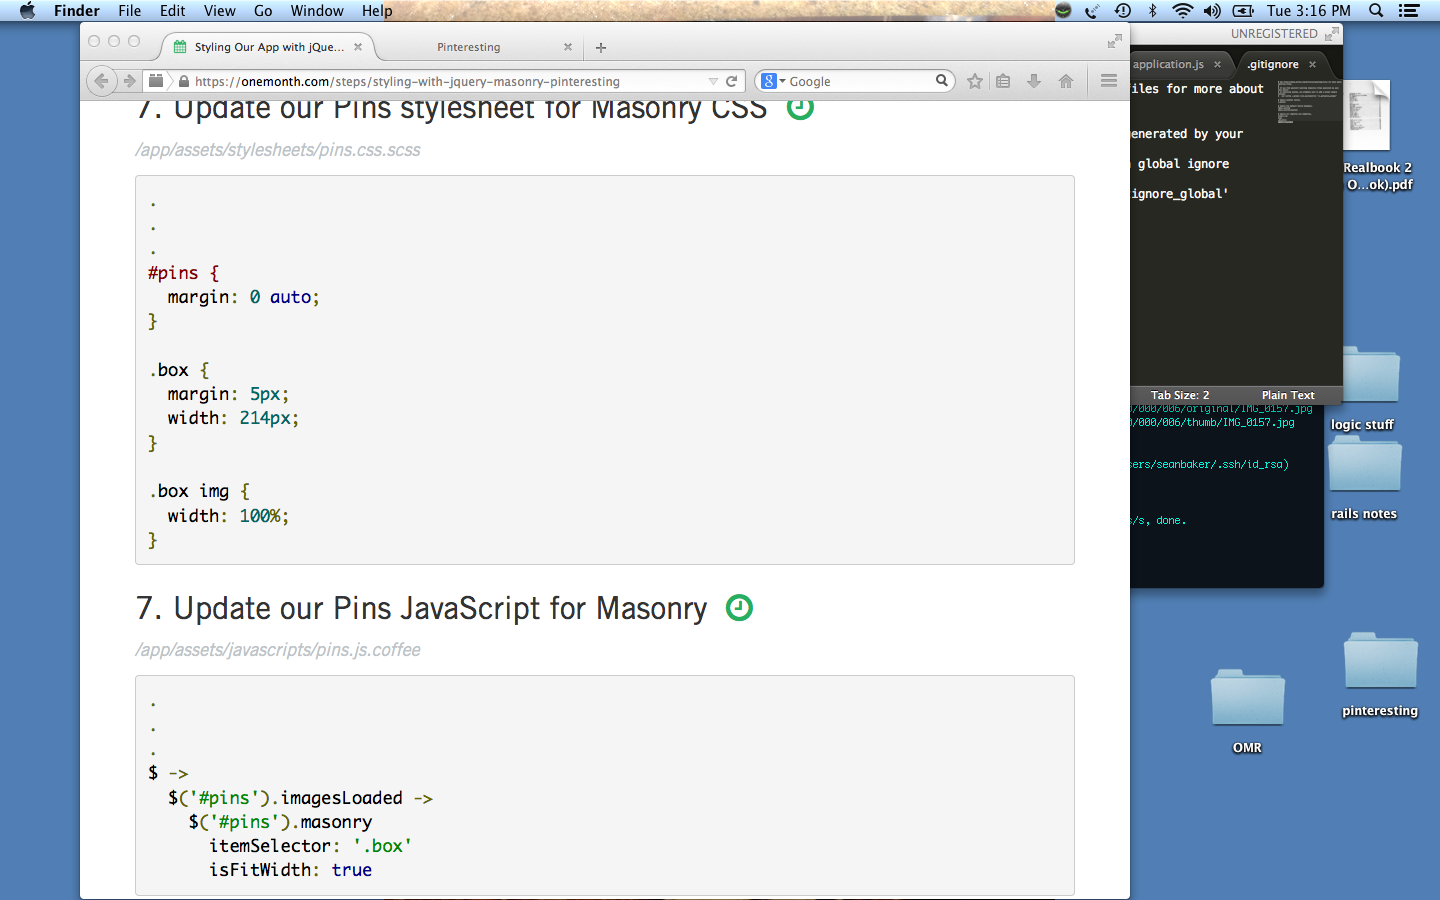 Finder File Edit View Go Window Help
Tue 3:16 PM
Styling Our App with jQue...
Pinteresting
https://onemonth.com/steps/styling-with-jquery-masonry-pinteresting
Google
7. Update our Pins stylesheet for Masonry CSS
/app/assets/stylesheets/pins.css.scss
.
.
.
#pins {
margin: 0 auto;
}
.box {
margin: 5px;
width: 214px;
}
.box img {
width: 100%;
}
7. Update our Pins JavaScript for Masonry
/app/assets/javascripts/pins.js.coffee
.
.
.
$ ->
$('#pins').imagesLoaded ->
$('#pins').masonry
itemSelector: '.box'
isFitWidth: true
UNREGISTERED
application.js
.gitignore
iles for more about
enerated by your
global ignore
ignore_global'
Tab Size: 2
Plain Text
/000/006/original/IMG_0157.jpg
/000/006/thumb/IMG_0157.jpg
ers/seanbaker/.ssh/id_rsa)
/s, done.
Realbook 2
O...ok).pdf
logic stuff
rails notes
pinteresting
OMR